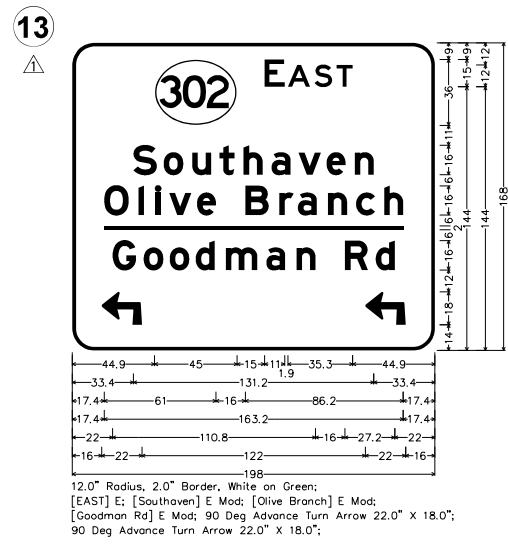 13
1
302 EAST
Southaven
Olive Branch
Goodman Rd
9 36 11 16 6 16 6 16 6 2 6 16 12 18 14
9 15 144
12 12 144
168
44.9 45 15 11 1.9 35.3 44.9
33.4 131.2 33.4
17.4 61 16 86.2 17.4
17.4 163.2 17.4
22 110.8 16 27.2 22
16 22 122 22 16
198
12.0" Radius, 2.0" Border, White on Green;
[EAST] E; [Southaven] E Mod; [Olive Branch] E Mod;
[Goodman Rd] E Mod; 90 Deg Advance Turn Arrow 22.0" X 18.0";
90 Deg Advance Turn Arrow 22.0" X 18.0";